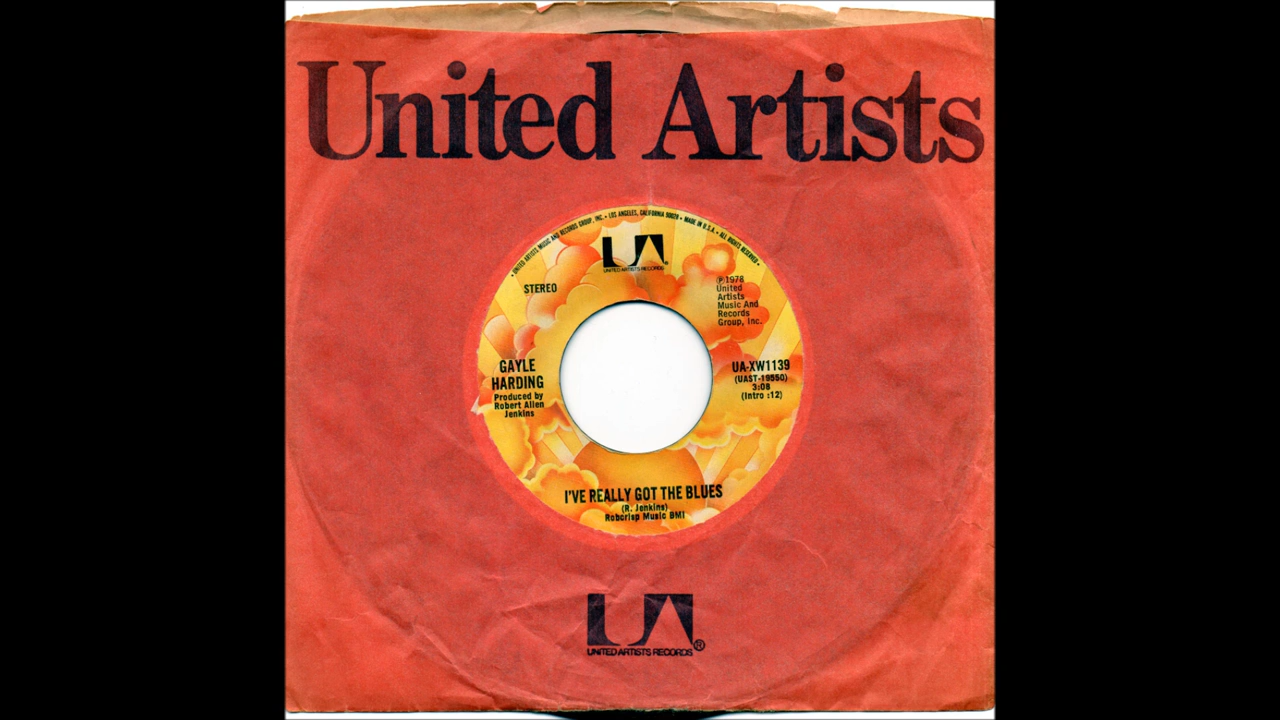 United Artists
• UNITED ARTISTS MUSIC AND RECORDS GROUP, INC. • LOS ANGELES, CALIFORNIA 90028 • MADE IN U.S.A. • ALL RIGHTS RESERVED •
UA
UNITED ARTISTS RECORDS
STEREO
℗1978
United
Artists
Music And
Records
Group, Inc.
GAYLE
HARDING
Produced by
Robert Allen
Jenkins
UA-XW1139
(UAST-19550)
3:08
(Intro :12)
I'VE REALLY GOT THE BLUES
(R. Jenkins)
Robcrisp Music BMI
UA®
UNITED ARTISTS RECORDS